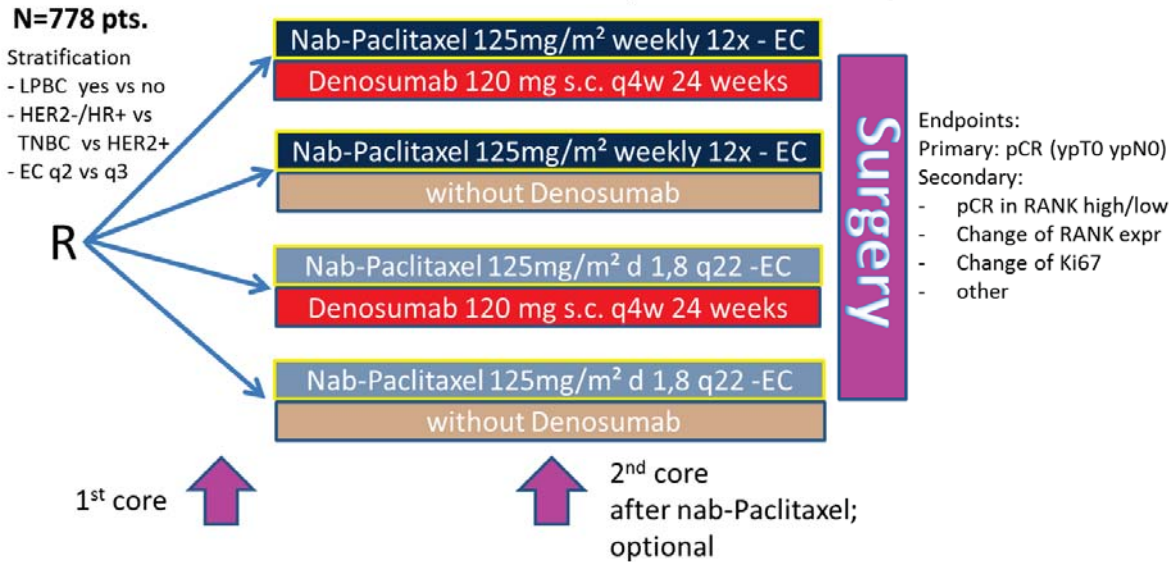 N=778 pts.
Stratification
- LPBC yes vs no
- HER2-/HR+ vs
TNBC vs HER2+
- EC q2 vs q3
R
Nab-Paclitaxel 125mg/m² weekly 12x - EC
Denosumab 120 mg s.c. q4w 24 weeks
Nab-Paclitaxel 125mg/m² weekly 12x - EC
without Denosumab
Nab-Paclitaxel 125mg/m² d 1,8 q22 -EC
Denosumab 120 mg s.c. q4w 24 weeks
Nab-Paclitaxel 125mg/m² d 1,8 q22 -EC
without Denosumab
Surgery
Endpoints:
Primary: pCR (ypT0 ypN0)
Secondary:
- pCR in RANK high/low
- Change of RANK expr
- Change of Ki67
- other
1st core
2nd core
after nab-Paclitaxel;
optional